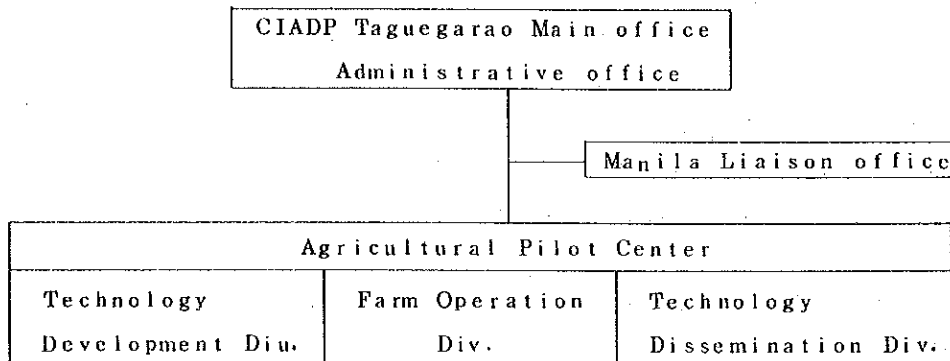 CIADP Taguegarao Main office
Administrative office
Manila Liaison office
Agricultural Pilot Center
Technology
Development Diu.
Farm Operation
Div.
Technology
Dissemination Div.